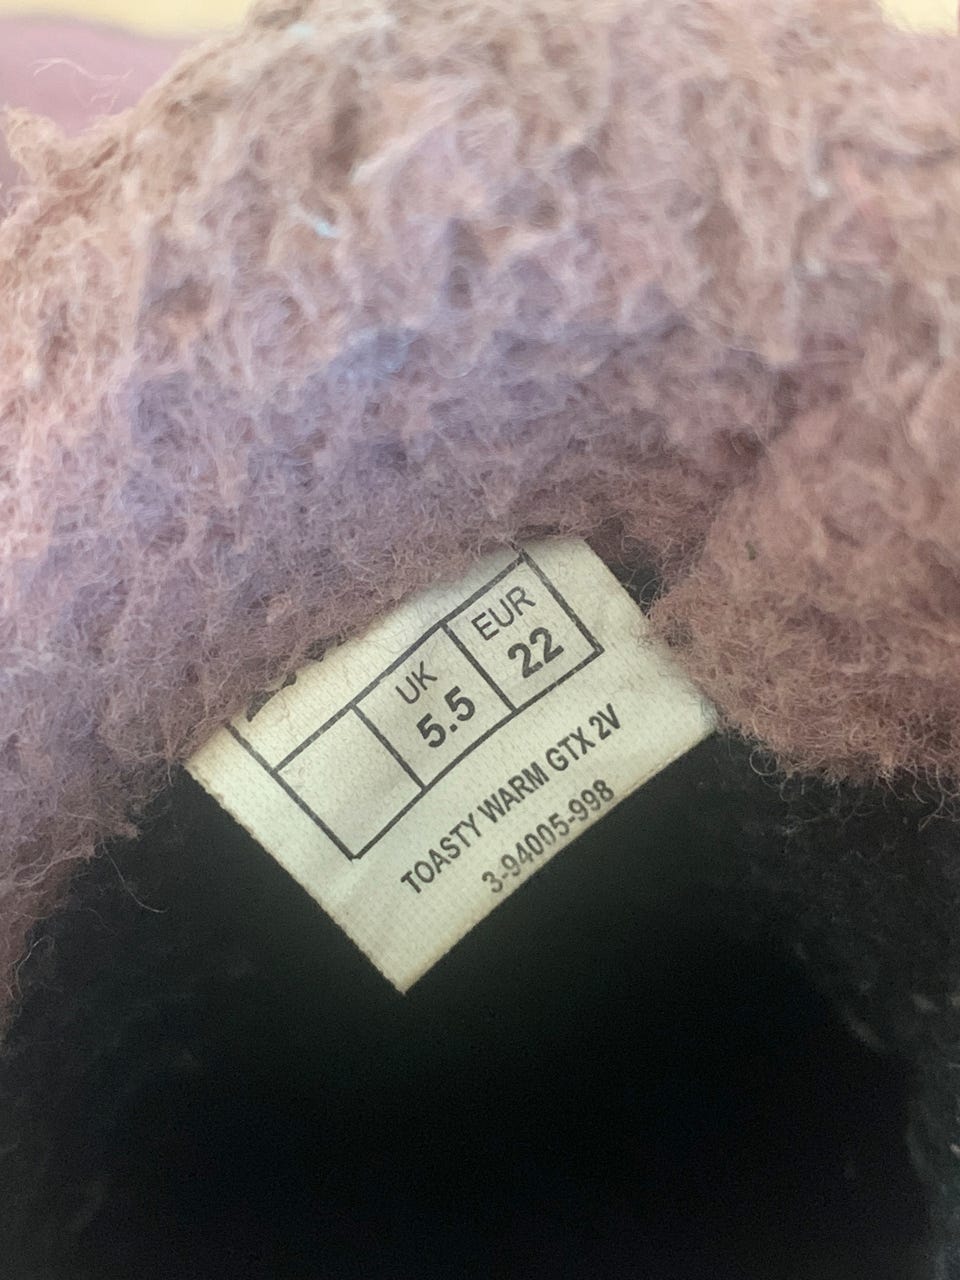 UK EUR
5.5 22
TOASTY WARM GTX 2V
3-94005-998